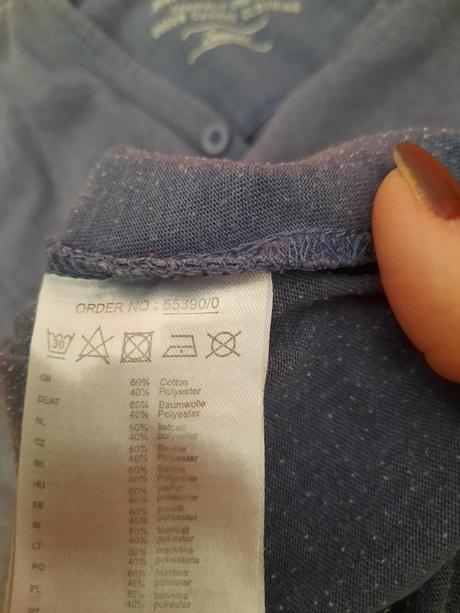 ORDER NO : 55390/0
30
GB 60% Cotton
40% Polyester
DE/AT 60% Baumwolle
40% Polyester
NL 60% katoen
40% polyester
CZ 60% Bavlna
40% Polyester
SK 60% Bavlna
40% Polyester
HU 60% pamut
40% poliészter
EE 60% puuvill
40% polüester
SI 60% bombaž
40% poliester
LT 60% medvilnė
40% poliesteris
RO 60% bumbac
40% poliester
PL 60% bawełna
40% poliester